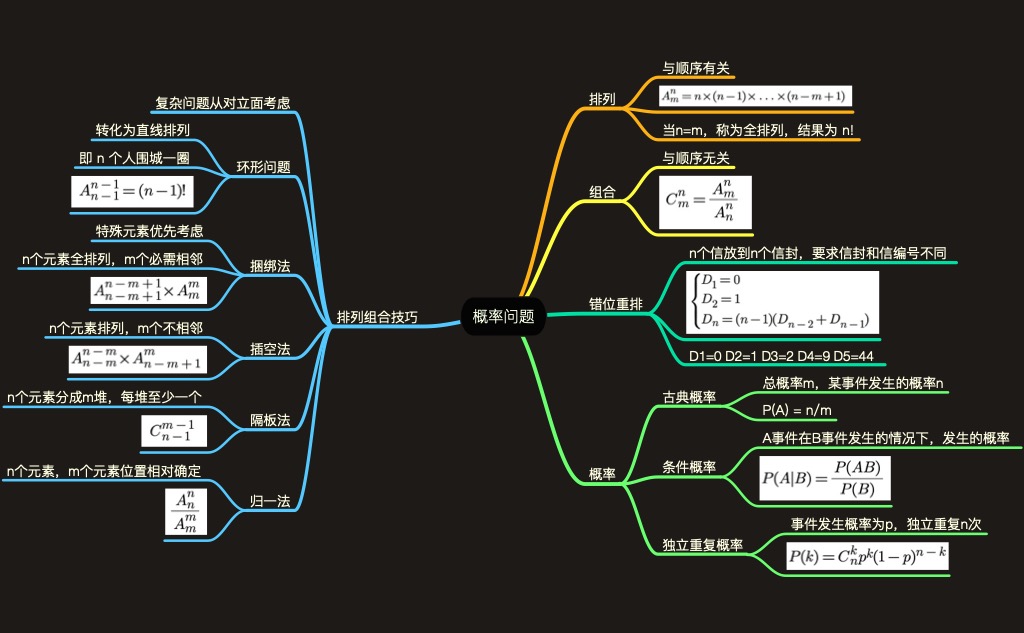 概率问题
排列
与顺序有关
A_m^n = n×(n−1)×...×(n−m+1)
当n=m，称为全排列，结果为 n!
组合
与顺序无关
C_m^n = \frac{A_m^n}{A_n^n}
错位重排
n个信放到n个信封，要求信封和信编号不同
D_1 = 0
D_2 = 1
D_n = (n−1)(D_{n−2} + D_{n−1})
D1=0 D2=1 D3=2 D4=9 D5=44
概率
古典概率
总概率m，某事件发生的概率n
P(A) = n/m
条件概率
A事件在B事件发生的情况下，发生的概率
P(A|B) = \frac{P(AB)}{P(B)}
独立重复概率
事件发生概率为p，独立重复n次
P(k) = C_n^k p^k (1−p)^{n−k}
排列组合技巧
复杂问题从对立面考虑
环形问题
转化为直线排列
即 n 个人围城一圈
A_{n−1}^{n−1} = (n−1)!
捆绑法
特殊元素优先考虑
n个元素全排列，m个必需相邻
A_{n−m+1}^{n−m+1} × A_m^m
插空法
n个元素排列，m个不相邻
A_{n−m}^{n−m} × A_{n−m+1}^m
隔板法
n个元素分成m堆，每堆至少一个
C_{n−1}^{m−1}
归一法
n个元素，m个元素位置相对确定
\frac{A_n^n}{A_m^m}